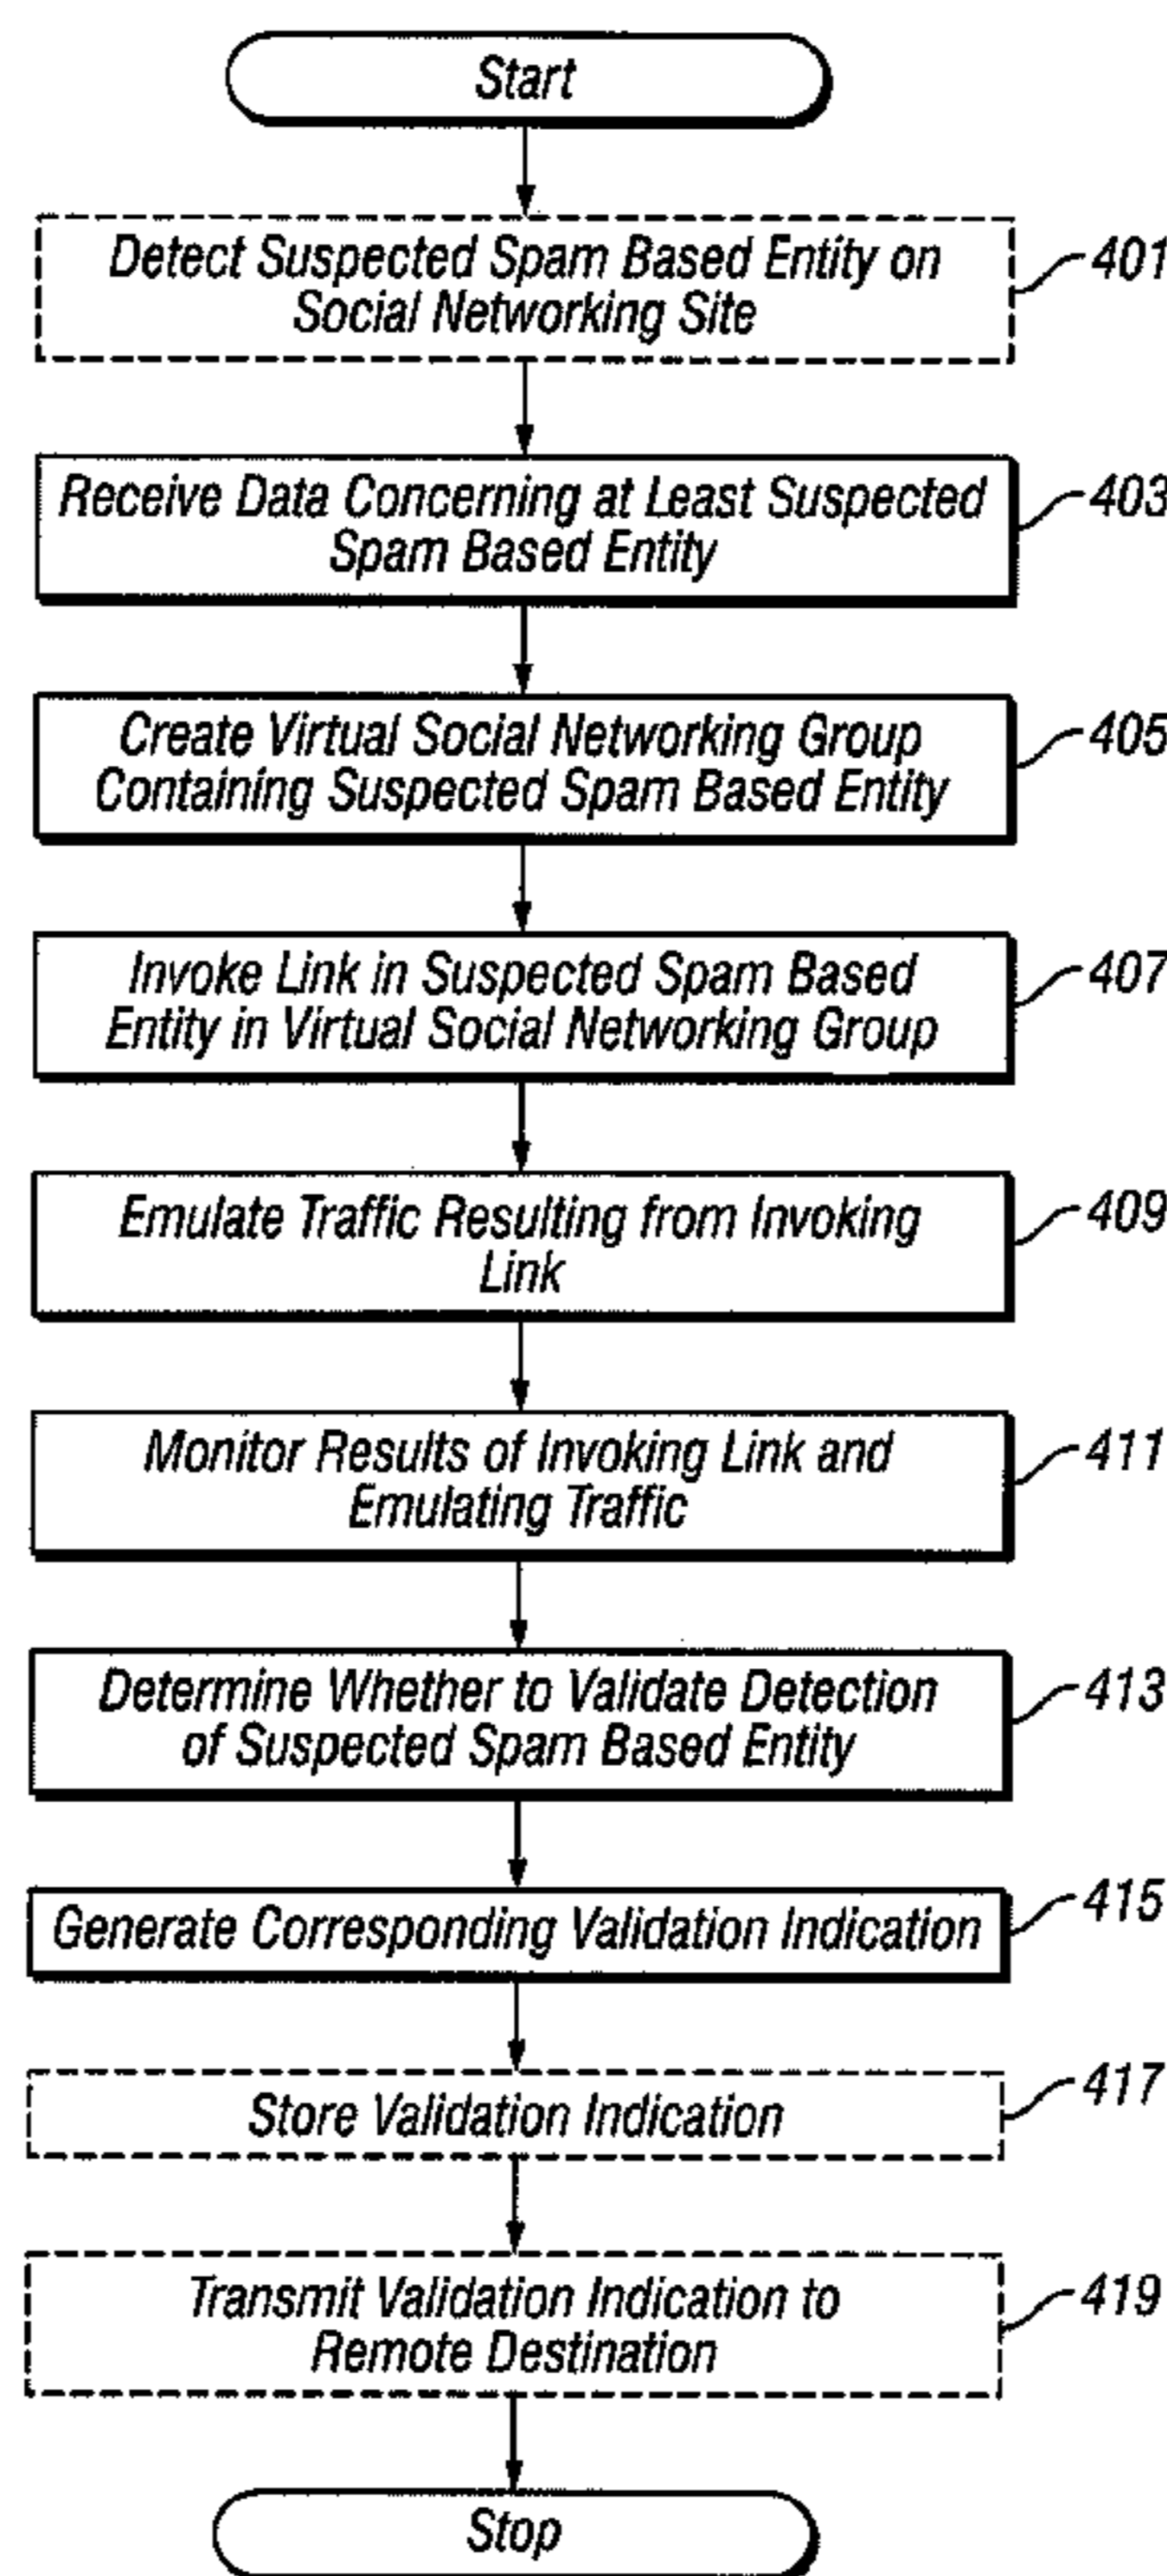 Start
Detect Suspected Spam Based Entity on
Social Networking Site
401
Receive Data Concerning at Least Suspected
Spam Based Entity
403
Create Virtual Social Networking Group
Containing Suspected Spam Based Entity
405
Invoke Link in Suspected Spam Based
Entity in Virtual Social Networking Group
407
Emulate Traffic Resulting from Invoking
Link
409
Monitor Results of Invoking Link and
Emulating Traffic
411
Determine Whether to Validate Detection
of Suspected Spam Based Entity
413
Generate Corresponding Validation Indication
415
Store Validation Indication
417
Transmit Validation Indication to
Remote Destination
419
Stop